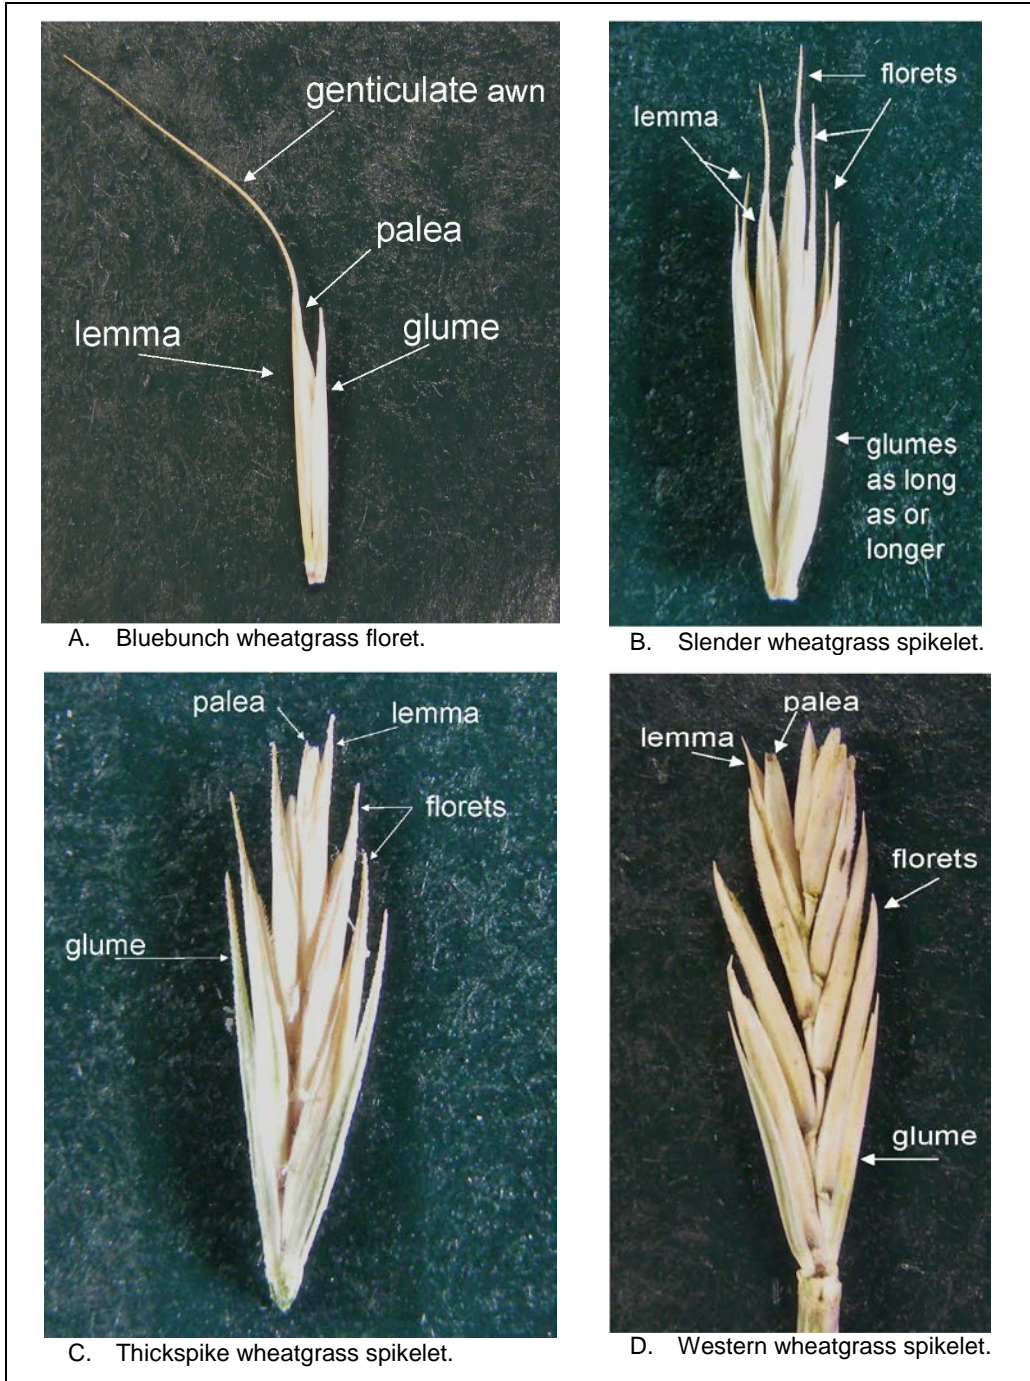 genticulate awn
palea
lemma
glume
A. Bluebunch wheatgrass floret.
florets
lemma
glumes
as long
as or
longer
B. Slender wheatgrass spikelet.
palea
lemma
florets
glume
C. Thickspike wheatgrass spikelet.
palea
lemma
florets
glume
D. Western wheatgrass spikelet.